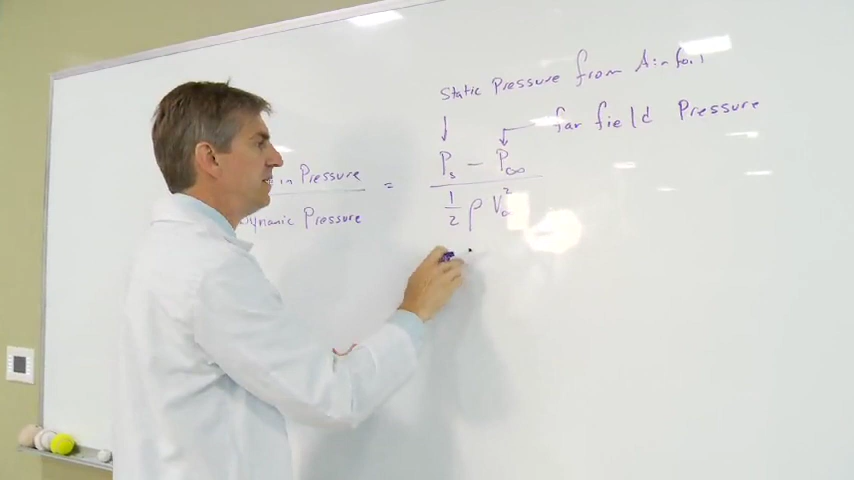 Static Pressure from Airfoil
far field Pressure
in Pressure = Ps - P∞
Dynamic Pressure 1/2 ρ V∞²